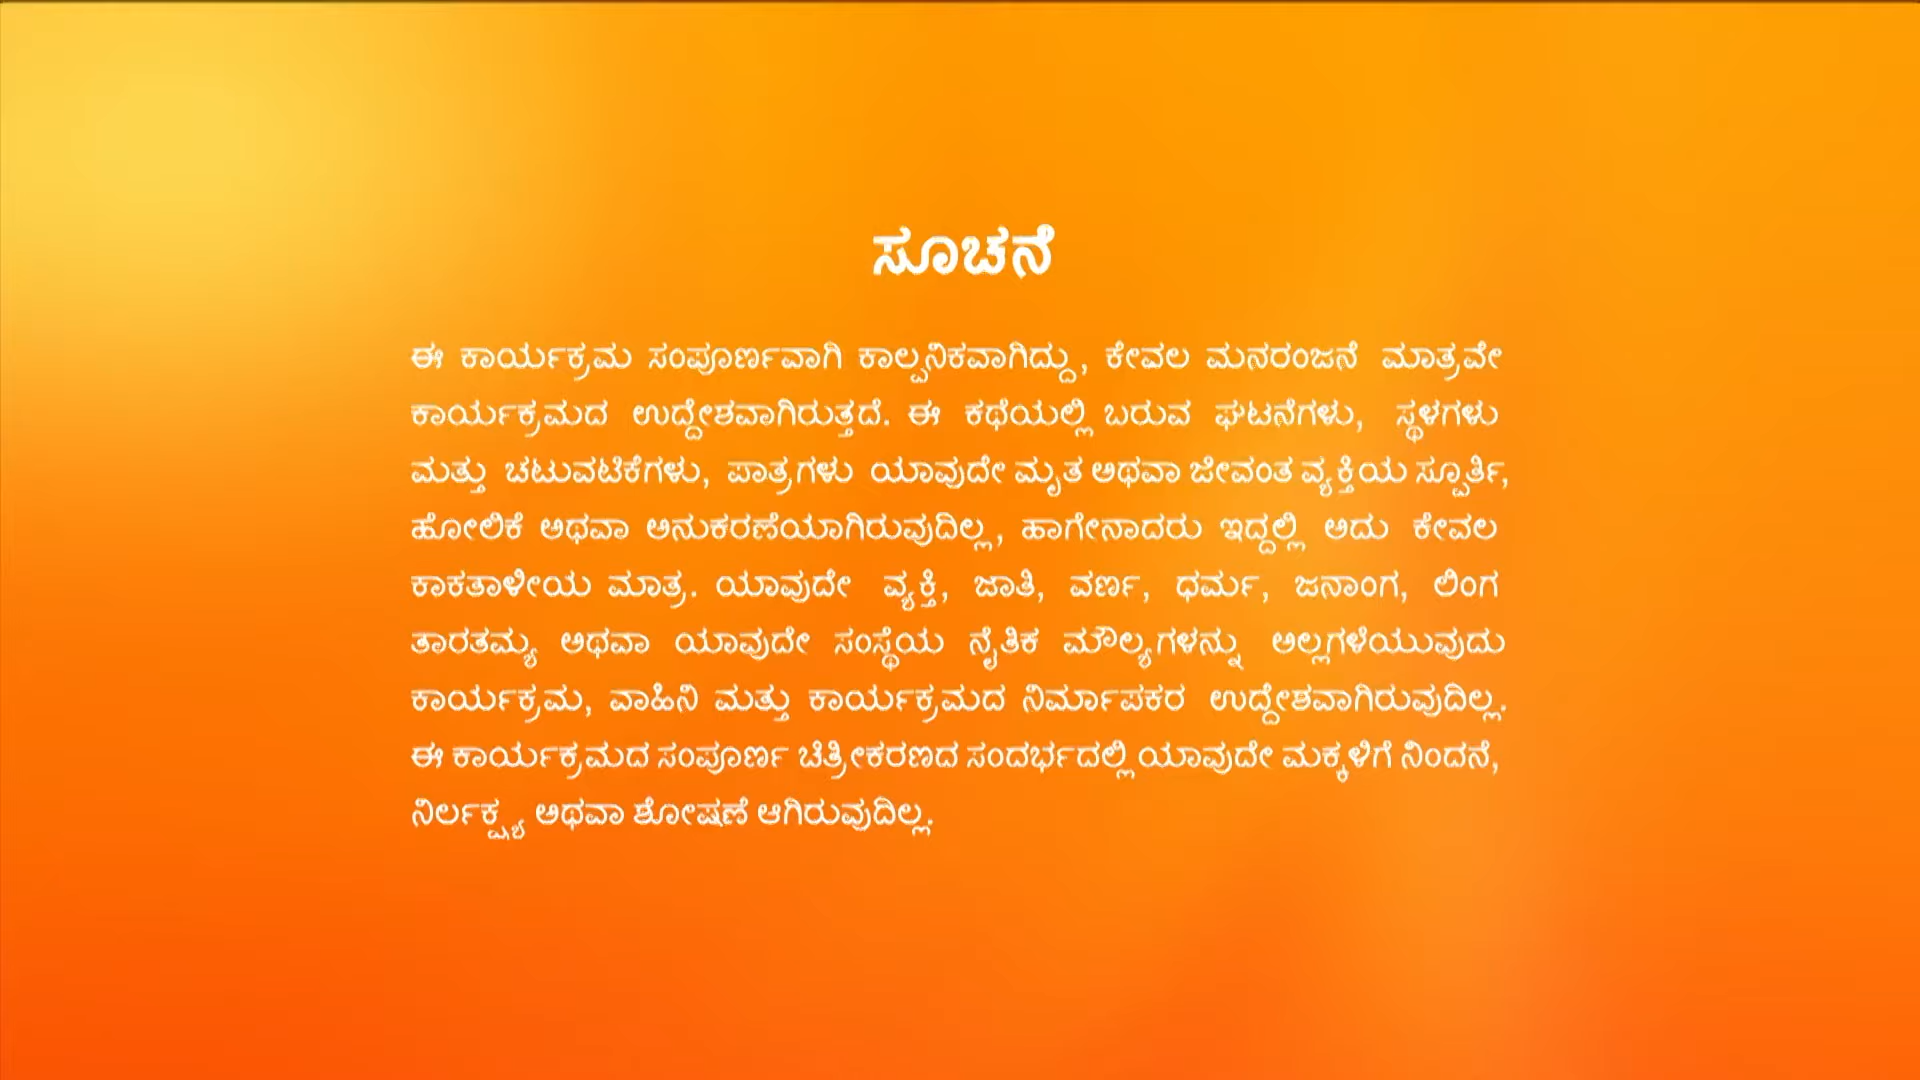 ಸೂಚನೆ
ಈ ಕಾರ್ಯಕ್ರಮ ಸಂಪೂರ್ಣವಾಗಿ ಕಾಲ್ಪನಿಕವಾಗಿದ್ದು, ಕೇವಲ ಮನರಂಜನೆ ಮಾತ್ರವೇ
ಕಾರ್ಯಕ್ರಮದ ಉದ್ದೇಶವಾಗಿರುತ್ತದೆ. ಈ ಕಥೆಯಲ್ಲಿ ಬರುವ ಘಟನೆಗಳು, ಸ್ಥಳಗಳು
ಮತ್ತು ಚಟುವಟಿಕೆಗಳು, ಪಾತ್ರಗಳು ಯಾವುದೇ ಮೃತ ಅಥವಾ ಜೀವಂತ ವ್ಯಕ್ತಿಯ ಸ್ಪೂರ್ತಿ,
ಹೋಲಿಕೆ ಅಥವಾ ಅನುಕರಣೆಯಾಗಿರುವುದಿಲ್ಲ, ಹಾಗೇನಾದರು ಇದ್ದಲ್ಲಿ ಅದು ಕೇವಲ
ಕಾಕತಾಳೀಯ ಮಾತ್ರ. ಯಾವುದೇ ವ್ಯಕ್ತಿ, ಜಾತಿ, ವರ್ಣ, ಧರ್ಮ, ಜನಾಂಗ, ಲಿಂಗ
ತಾರತಮ್ಯ ಅಥವಾ ಯಾವುದೇ ಸಂಸ್ಥೆಯ ನೈತಿಕ ಮೌಲ್ಯಗಳನ್ನು ಅಲ್ಲಗಳೆಯುವುದು
ಕಾರ್ಯಕ್ರಮ, ವಾಹಿನಿ ಮತ್ತು ಕಾರ್ಯಕ್ರಮದ ನಿರ್ಮಾಪಕರ ಉದ್ದೇಶವಾಗಿರುವುದಿಲ್ಲ.
ಈ ಕಾರ್ಯಕ್ರಮದ ಸಂಪೂರ್ಣ ಚಿತ್ರೀಕರಣದ ಸಂದರ್ಭದಲ್ಲಿ ಯಾವುದೇ ಮಕ್ಕಳಿಗೆ ನಿಂದನೆ,
ನಿರ್ಲಕ್ಷ್ಯ ಅಥವಾ ಶೋಷಣೆ ಆಗಿರುವುದಿಲ್ಲ.